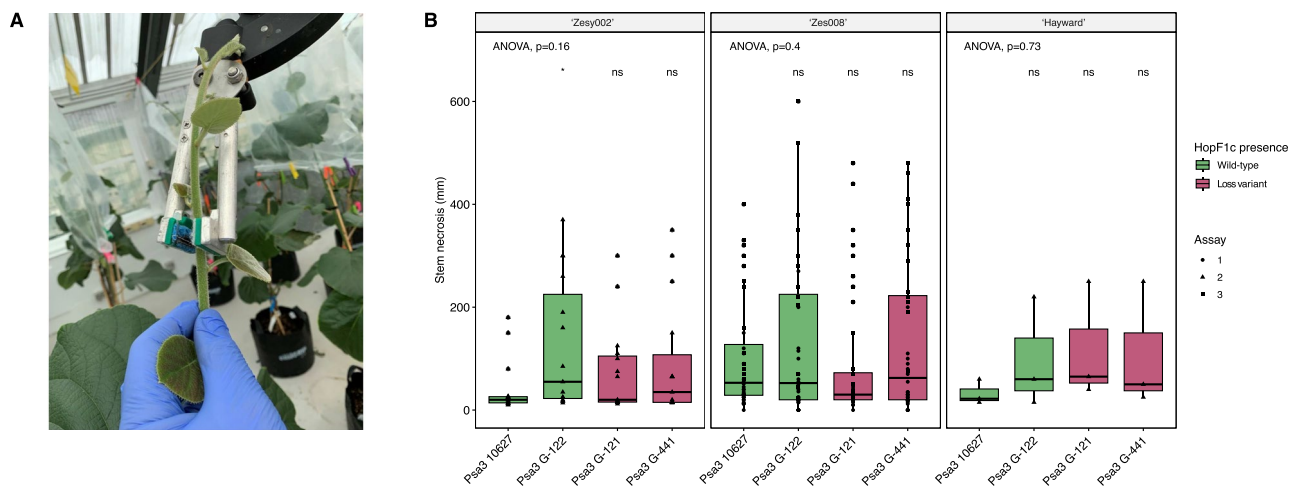 A
B
'Zesy002'
'Zes008'
'Hayward'
ANOVA, p=0.16
ANOVA, p=0.4
ANOVA, p=0.73
* ns ns
ns ns ns
ns ns ns
Stem necrosis (mm)
600
400
200
0
Psa3 10627
Psa3 G-122
Psa3 G-121
Psa3 G-441
Psa3 10627
Psa3 G-122
Psa3 G-121
Psa3 G-441
Psa3 10627
Psa3 G-122
Psa3 G-121
Psa3 G-441
HopF1c presence
Wild-type
Loss variant
Assay
1
2
3